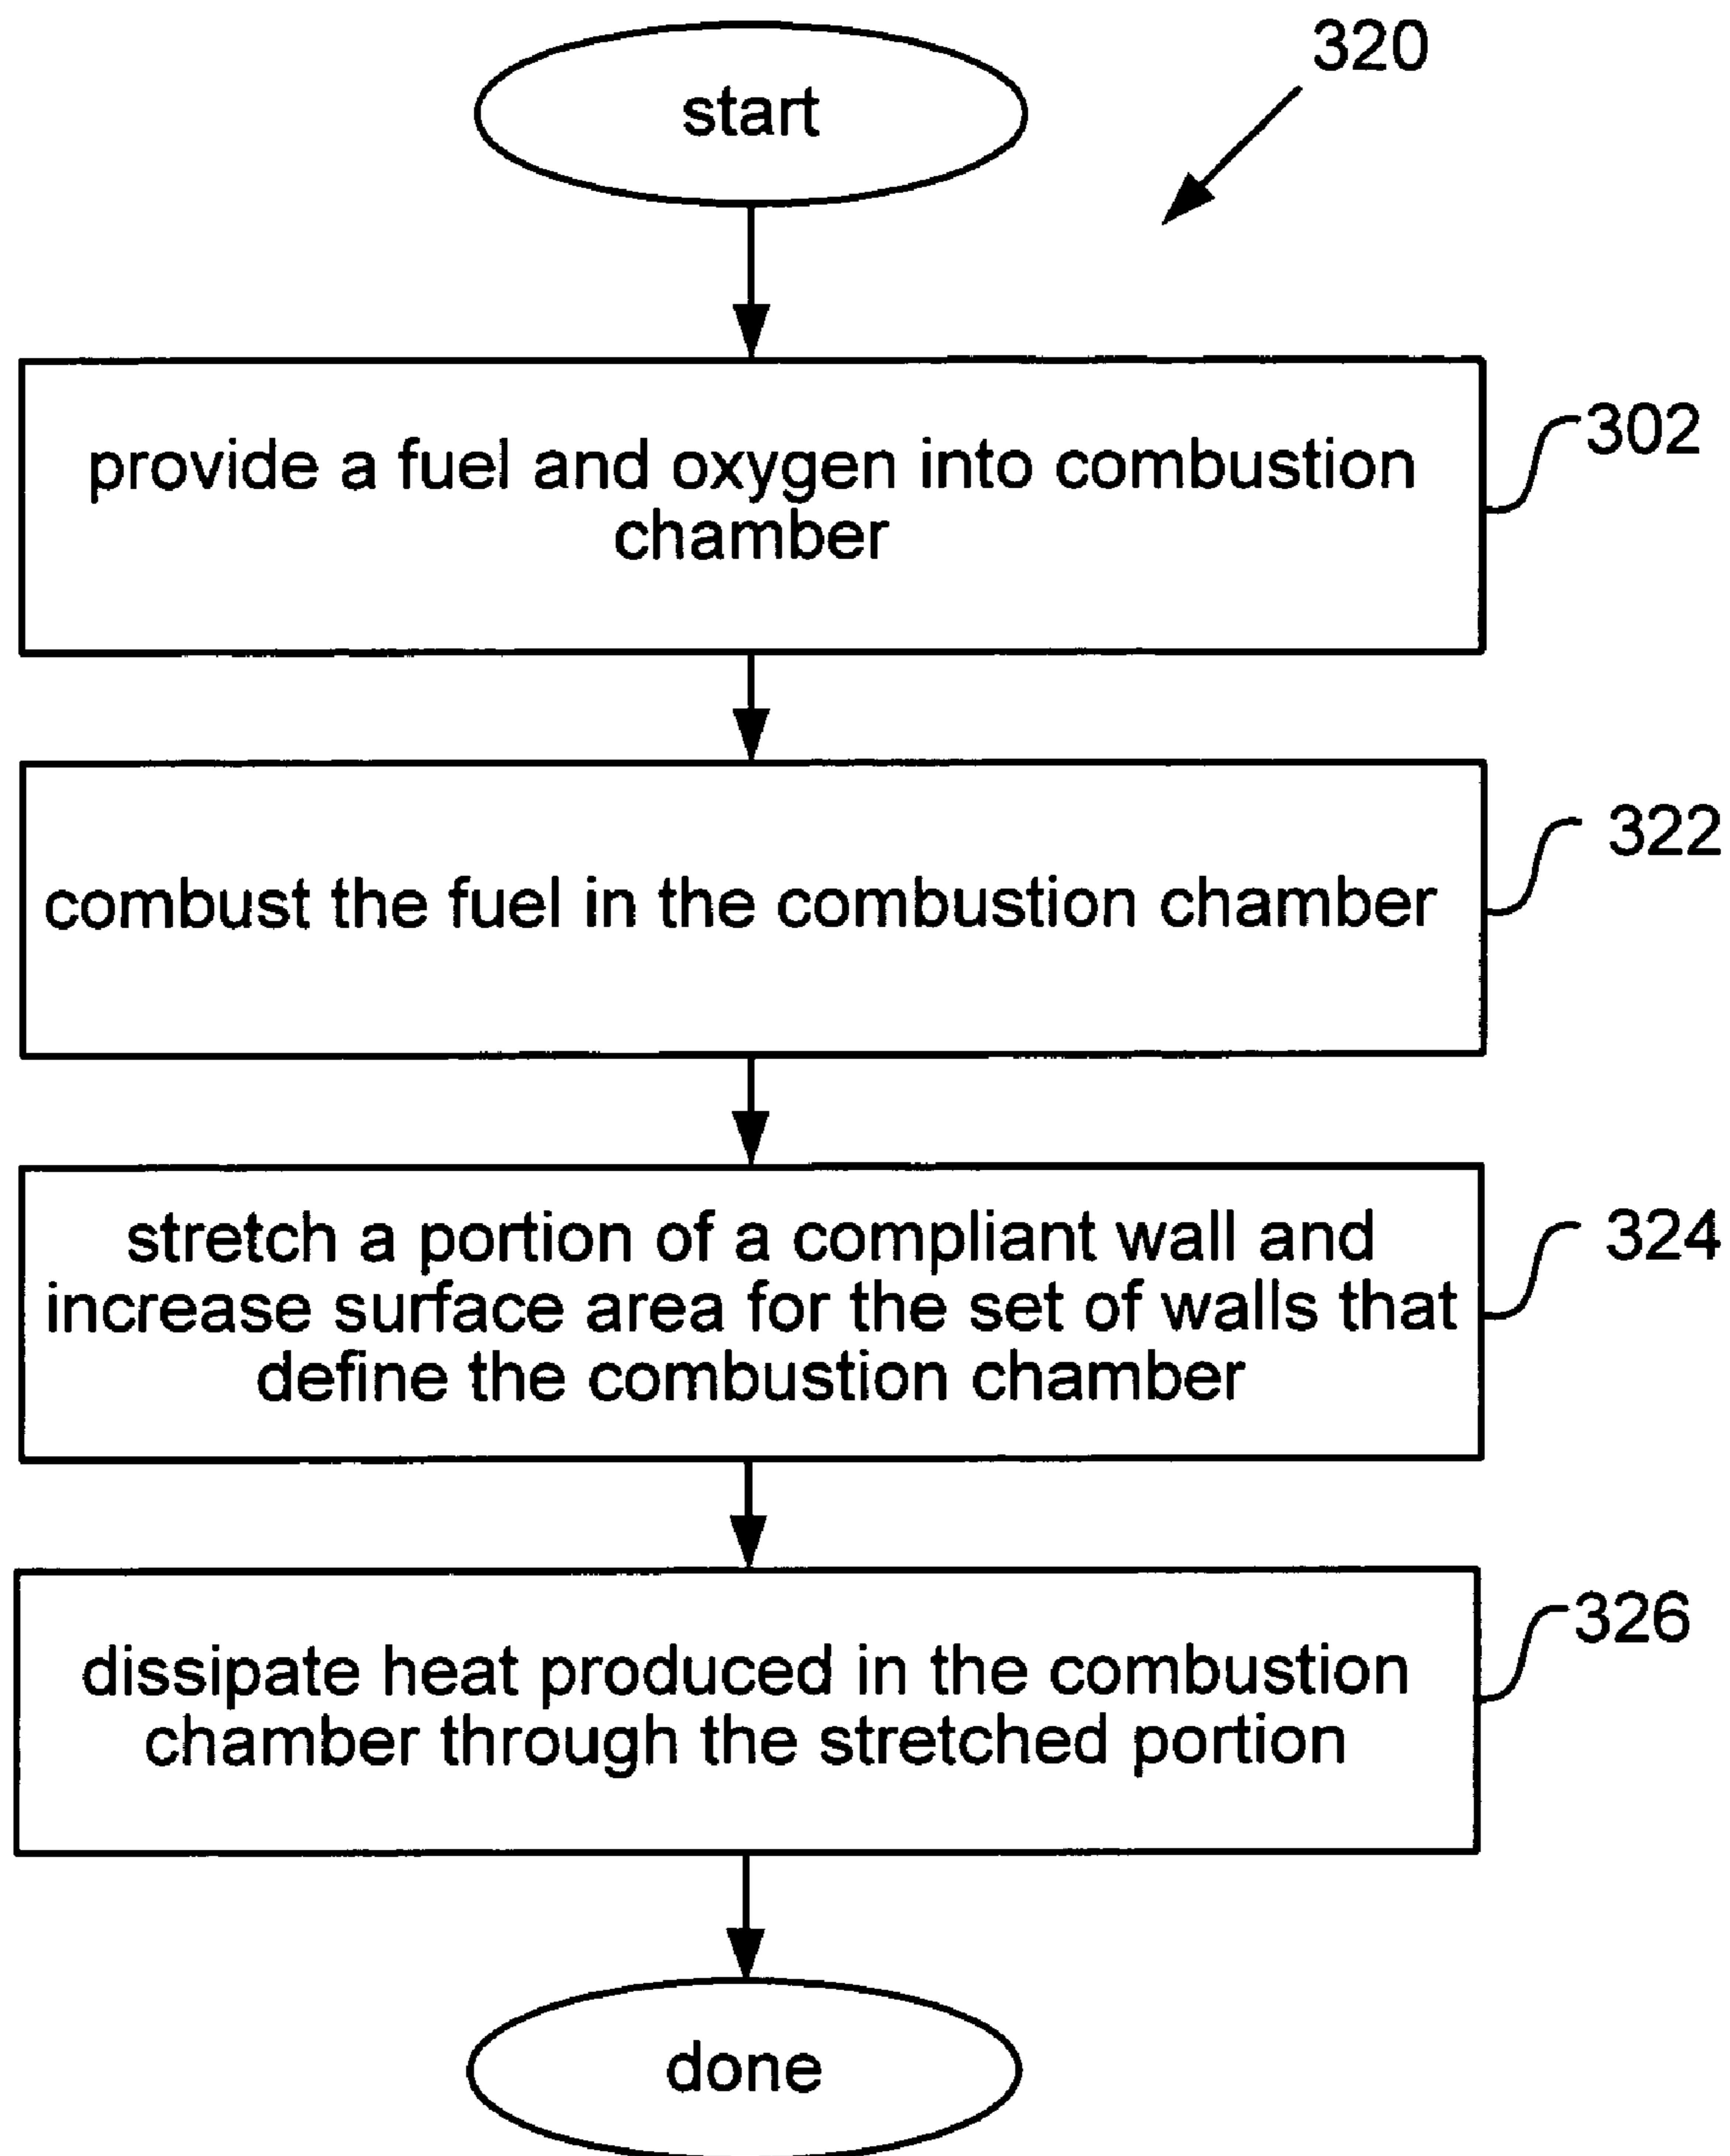 320
start
provide a fuel and oxygen into combustion
chamber
302
combust the fuel in the combustion chamber
322
stretch a portion of a compliant wall and
increase surface area for the set of walls that
define the combustion chamber
324
dissipate heat produced in the combustion
chamber through the stretched portion
326
done